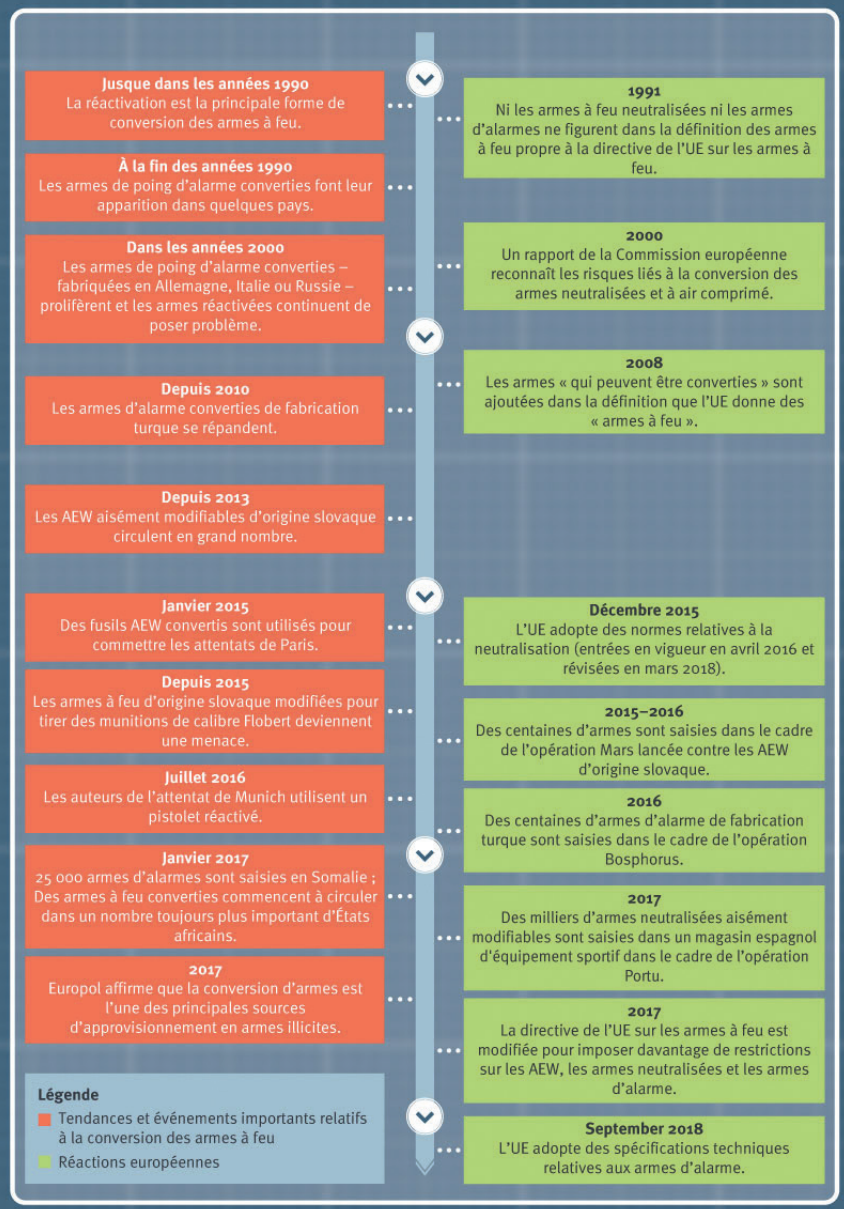 Jusque dans les années 1990
La réactivation est la principale forme de
conversion des armes à feu.
À la fin des années 1990
Les armes de poing d'alarme converties font leur
apparition dans quelques pays.
Dans les années 2000
Les armes de poing d'alarme converties –
fabriquées en Allemagne, Italie ou Russie –
prolifèrent et les armes réactivées continuent de
poser problème.
Depuis 2010
Les armes d'alarme converties de fabrication
turque se répandent.
Depuis 2013
Les AEW aisément modifiables d'origine slovaque
circulent en grand nombre.
Janvier 2015
Des fusils AEW convertis sont utilisés pour
commettre les attentats de Paris.
Depuis 2015
Les armes à feu d'origine slovaque modifiées pour
tirer des munitions de calibre Flobert deviennent
une menace.
Juillet 2016
Les auteurs de l'attentat de Munich utilisent un
pistolet réactivé.
Janvier 2017
25 000 armes d'alarmes sont saisies en Somalie ;
Des armes à feu converties commencent à circuler
dans un nombre toujours plus important d'États
africains.
2017
Europol affirme que la conversion d'armes est
l'une des principales sources
d'approvisionnement en armes illicites.
1991
Ni les armes à feu neutralisées ni les armes
d'alarmes ne figurent dans la définition des armes
à feu propre à la directive de l'UE sur les armes à
feu.
2000
Un rapport de la Commission européenne
reconnaît les risques liés à la conversion des
armes neutralisées et à air comprimé.
2008
Les armes « qui peuvent être converties » sont
ajoutées dans la définition que l'UE donne des
« armes à feu ».
Décembre 2015
L'UE adopte des normes relatives à la
neutralisation (entrées en vigueur en avril 2016 et
révisées en mars 2018).
2015–2016
Des centaines d'armes sont saisies dans le cadre
de l'opération Mars lancée contre les AEW
d'origine slovaque.
2016
Des centaines d'armes d'alarme de fabrication
turque sont saisies dans le cadre de l'opération
Bosphorus.
2017
Des milliers d'armes neutralisées aisément
modifiables sont saisies dans un magasin espagnol
d'équipement sportif dans le cadre de l'opération
Portu.
2017
La directive de l'UE sur les armes à feu est
modifiée pour imposer davantage de restrictions
sur les AEW, les armes neutralisées et les armes
d'alarme.
September 2018
L'UE adopte des spécifications techniques
relatives aux armes d'alarme.
Légende
Tendances et événements importants relatifs
à la conversion des armes à feu
Réactions européennes